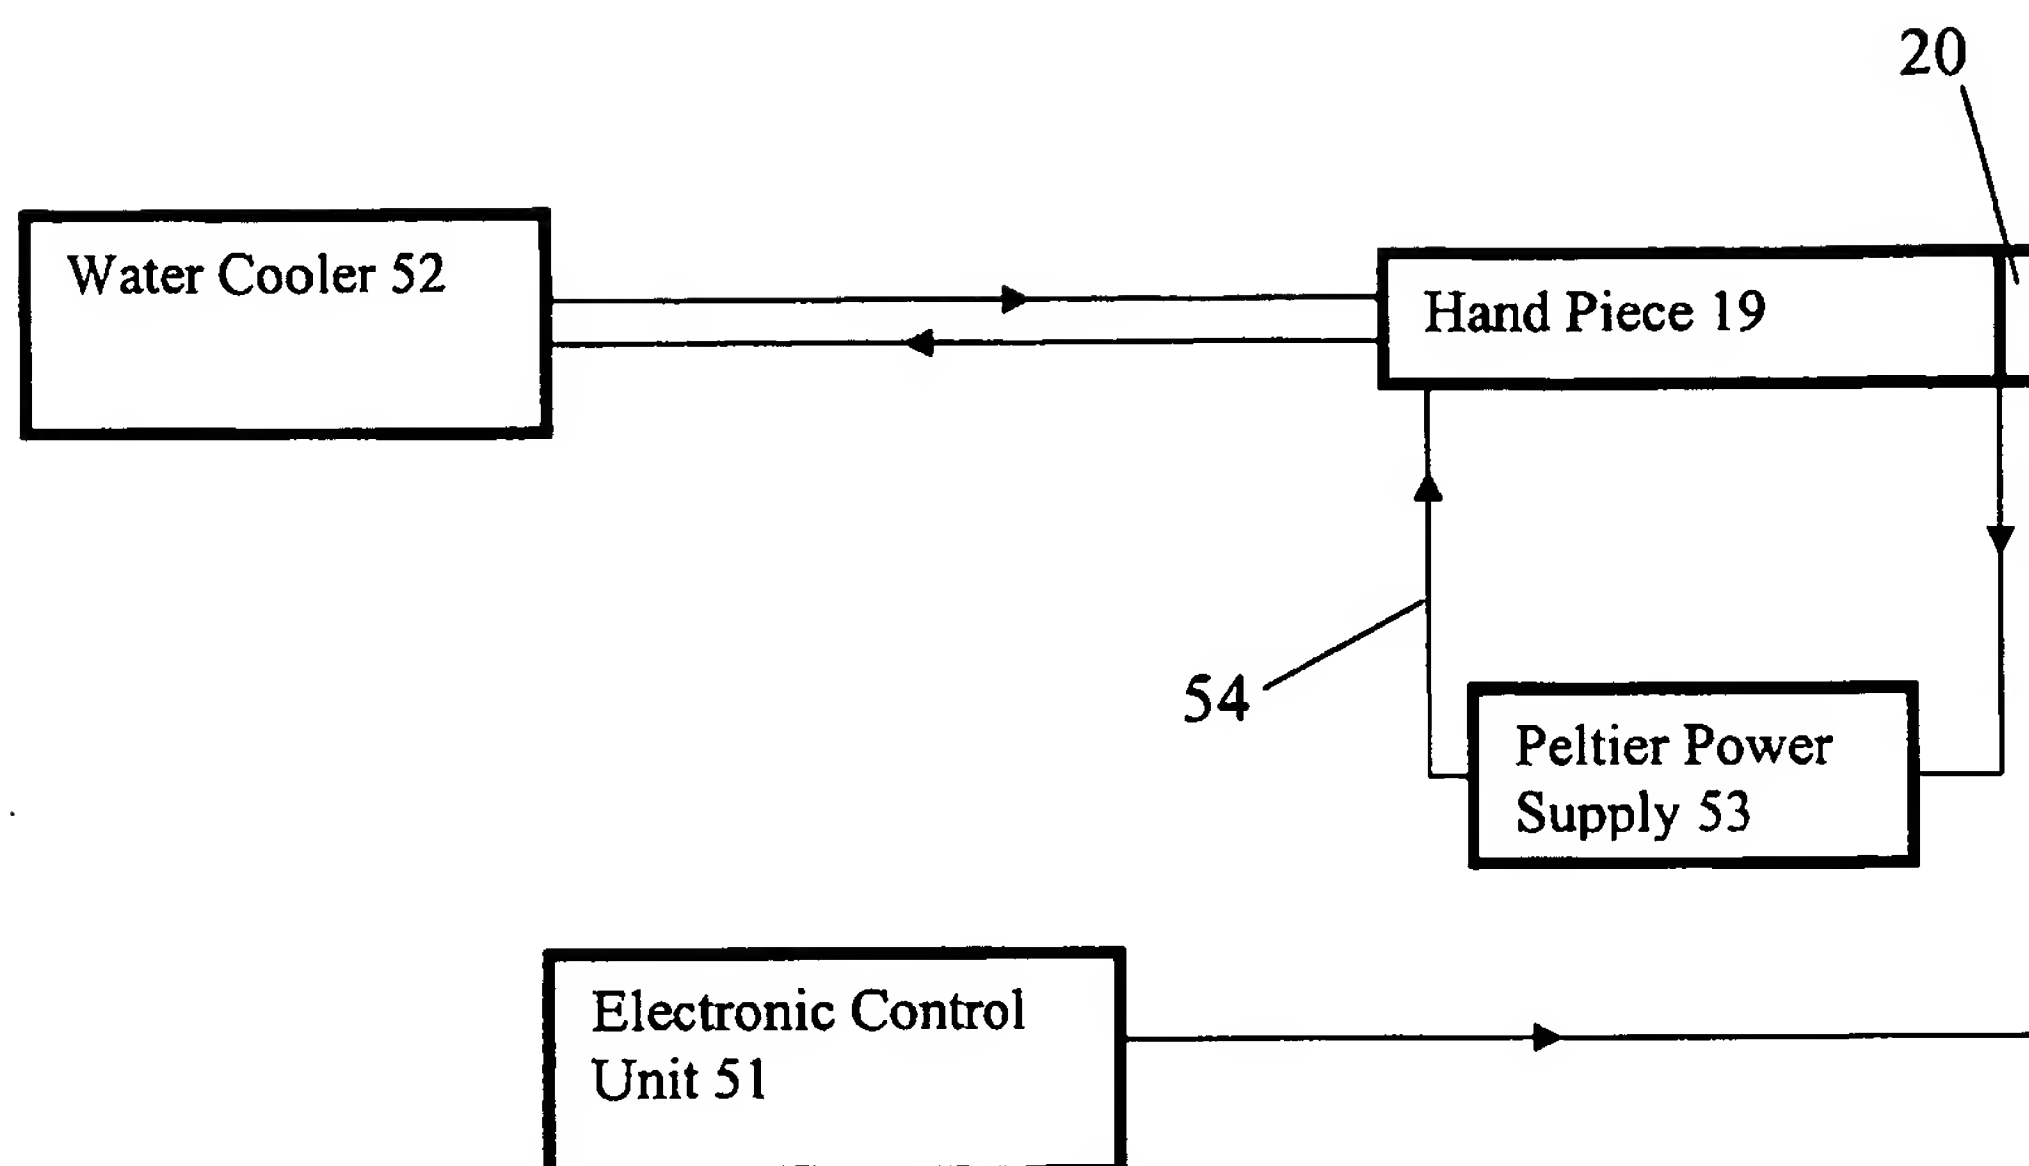 20
Water Cooler 52
Hand Piece 19
54
Peltier Power
Supply 53
Electronic Control
Unit 51